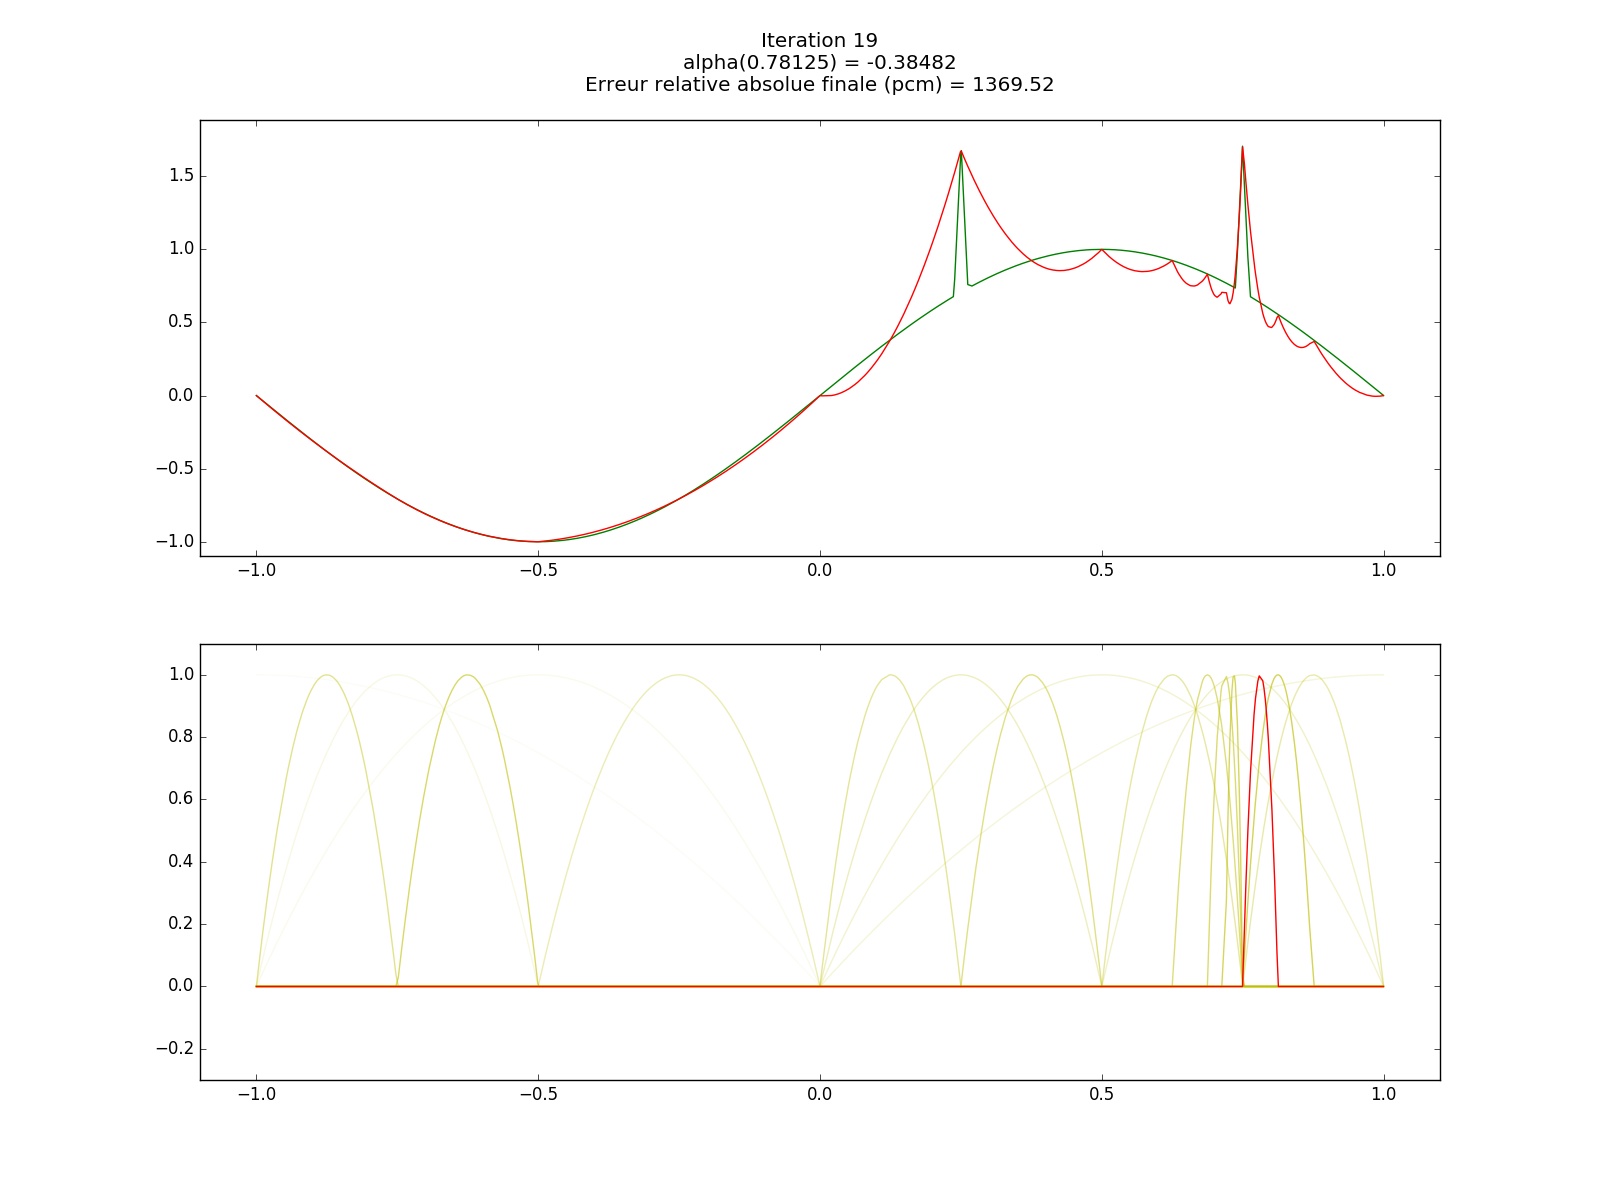 Iteration 19
alpha(0.78125) = -0.38482
Erreur relative absolue finale (pcm) = 1369.52
1.5
1.0
0.5
0.0
−0.5
−1.0
−1.0 −0.5 0.0 0.5 1.0
1.0
0.8
0.6
0.4
0.2
0.0
−0.2
−1.0 −0.5 0.0 0.5 1.0